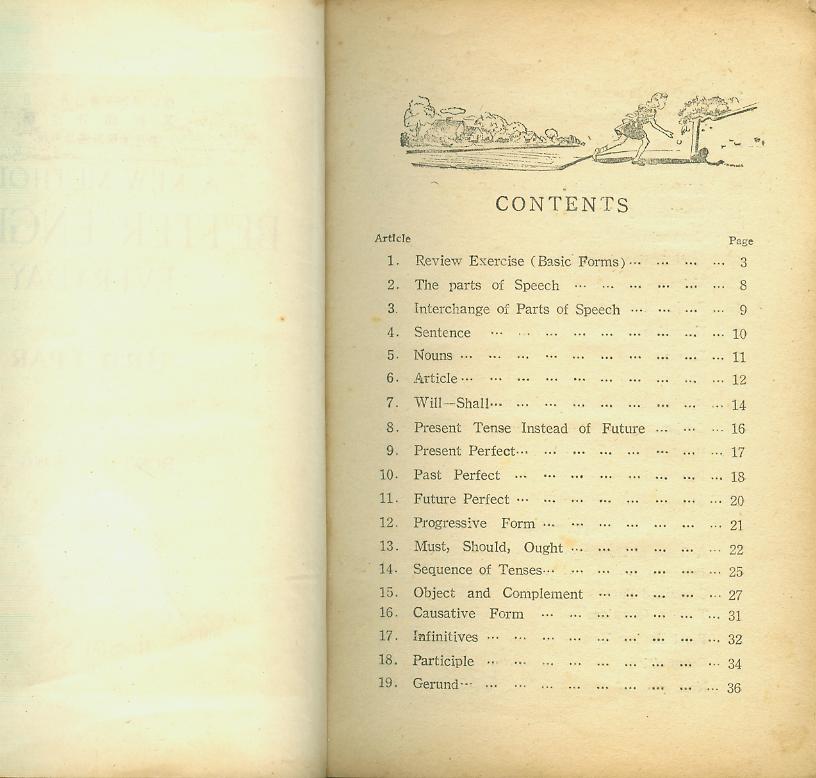 CONTENTS
Article Page
1. Review Exercise (Basic Forms) ... ... ... ... 3
2. The parts of Speech ... ... ... ... ... ... 8
3. Interchange of Parts of Speech ... ... ... ... 9
4. Sentence ... ... ... ... ... ... ... ... 10
5. Nouns ... ... ... ... ... ... ... ... ... 11
6. Article ... ... ... ... ... ... ... ... ... 12
7. Will—Shall ... ... ... ... ... ... ... ... 14
8. Present Tense Instead of Future ... ... ... 16
9. Present Perfect ... ... ... ... ... ... ... 17
10. Past Perfect ... ... ... ... ... ... ... ... 18
11. Future Perfect ... ... ... ... ... ... ... ... 20
12. Progressive Form ... ... ... ... ... ... ... 21
13. Must, Should, Ought ... ... ... ... ... ... 22
14. Sequence of Tenses ... ... ... ... ... ... ... 25
15. Object and Complement ... ... ... ... ... 27
16. Causative Form ... ... ... ... ... ... ... 31
17. Infinitives ... ... ... ... ... ... ... ... ... 32
18. Participle ... ... ... ... ... ... ... ... ... 34
19. Gerund ... ... ... ... ... ... ... ... ... 36